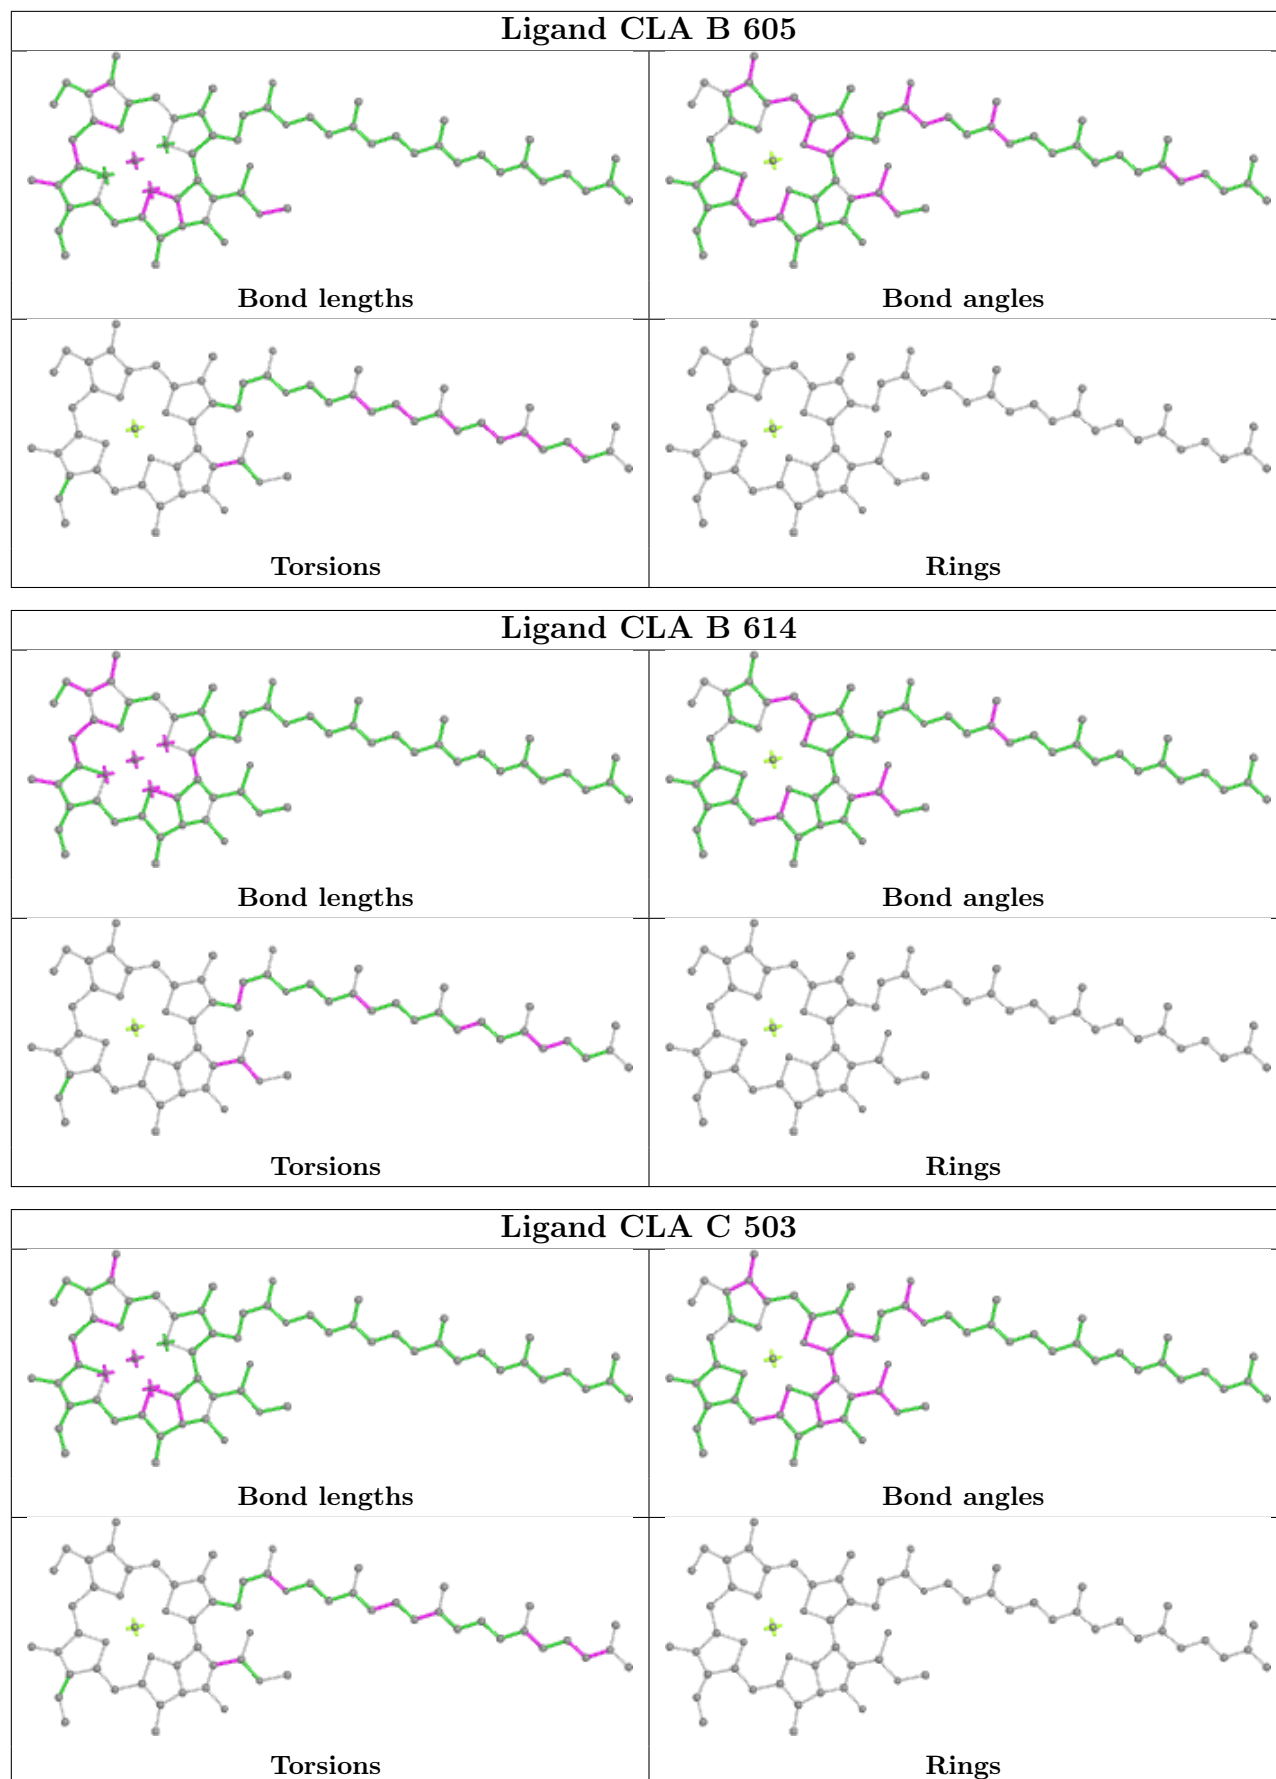 Ligand CLA B 605
Bond lengths
Bond angles
Torsions
Rings
Ligand CLA B 614
Bond lengths
Bond angles
Torsions
Rings
Ligand CLA C 503
Bond lengths
Bond angles
Torsions
Rings